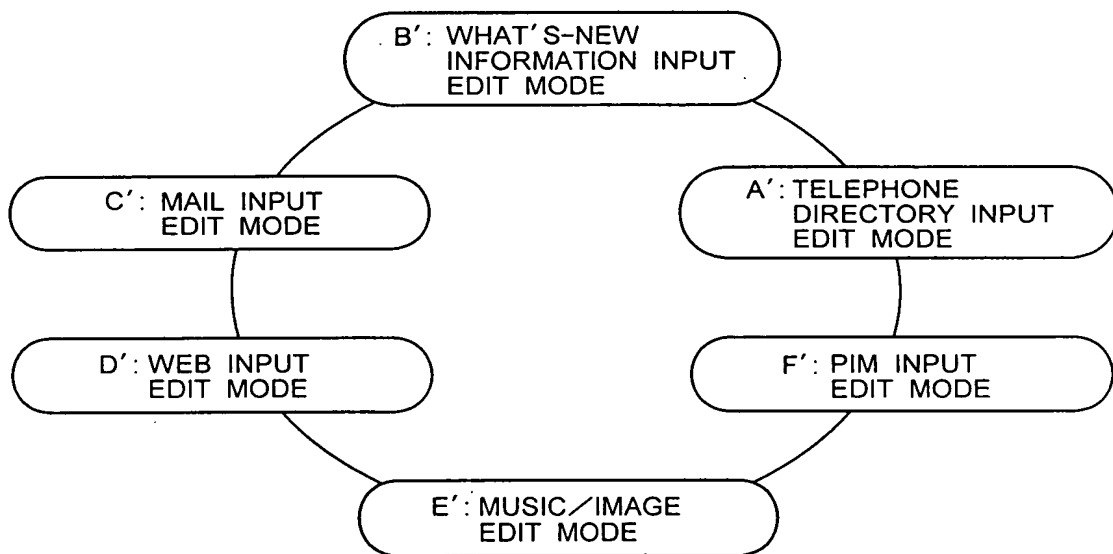 B′: WHAT′S-NEW
INFORMATION INPUT
EDIT MODE
C′: MAIL INPUT
EDIT MODE
A′: TELEPHONE
DIRECTORY INPUT
EDIT MODE
D′: WEB INPUT
EDIT MODE
F′: PIM INPUT
EDIT MODE
E′: MUSIC/IMAGE
EDIT MODE